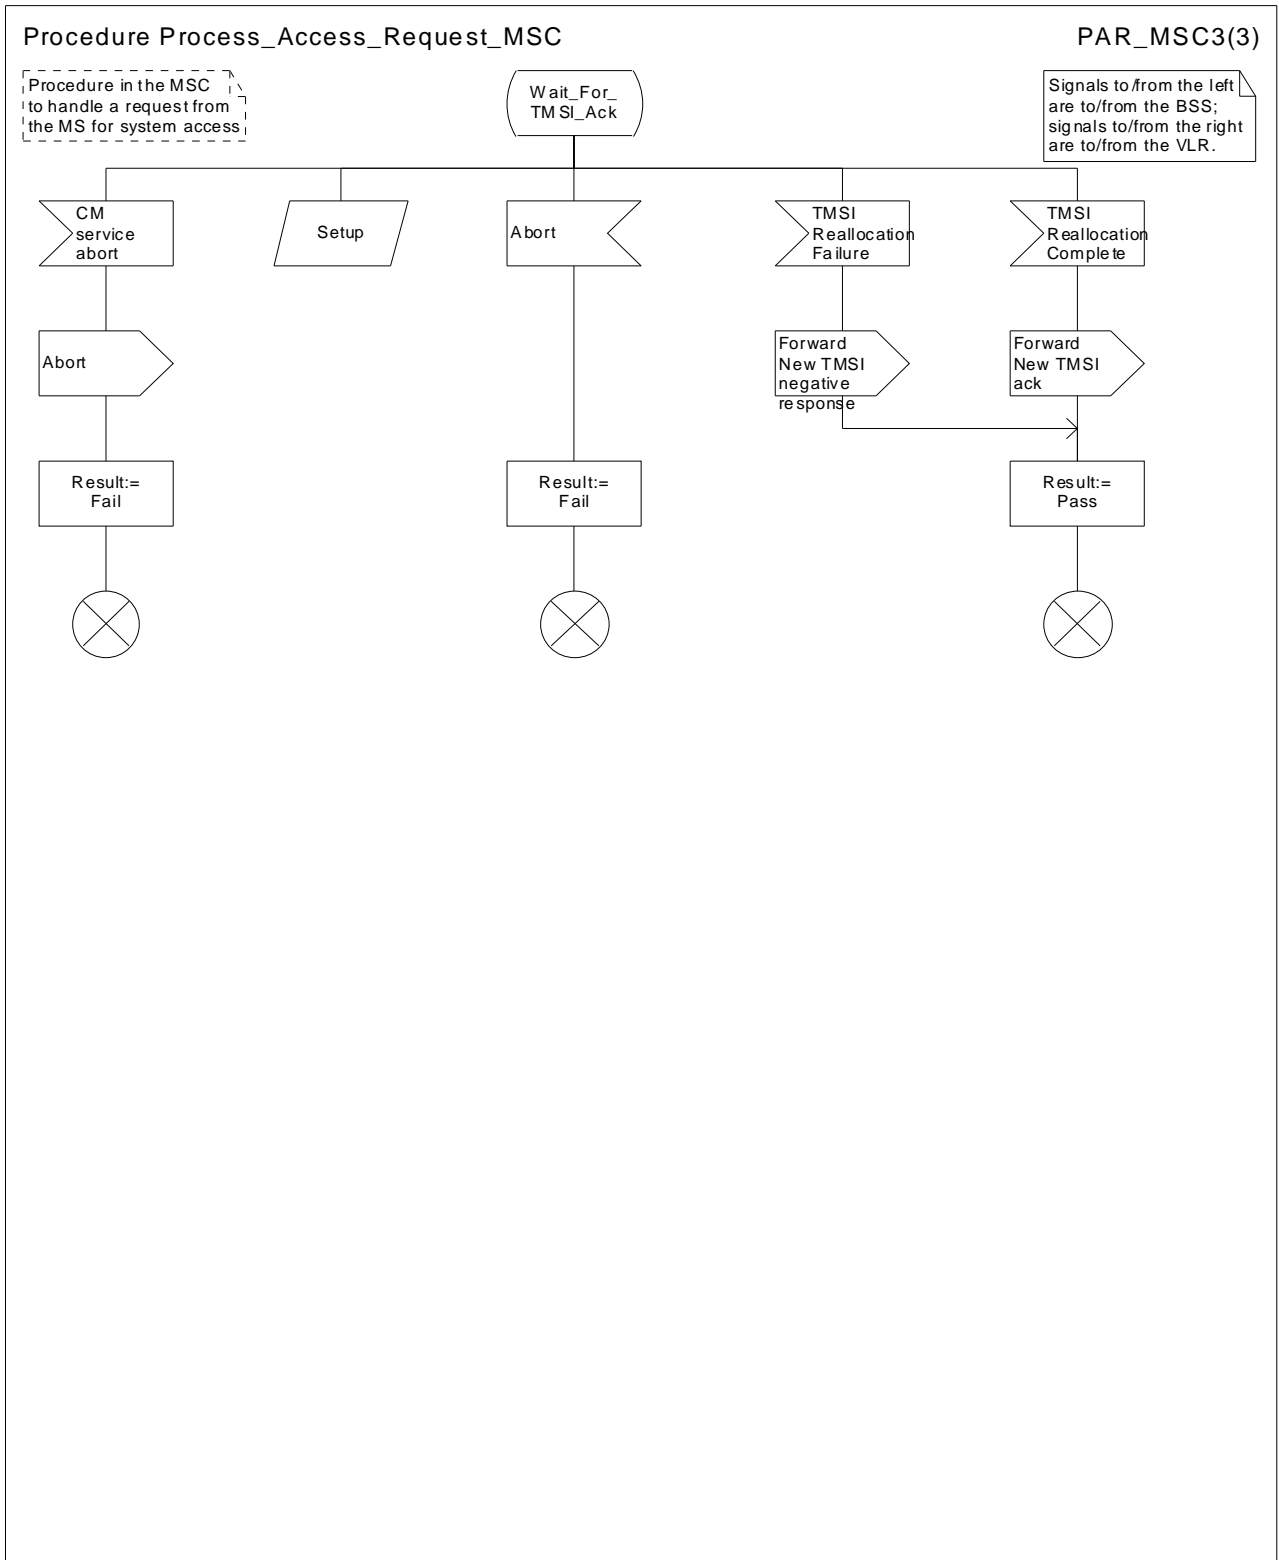 Procedure Process_Access_Request_MSC
PAR_MSC3(3)
Procedure in the MSC
to handle a request from
the MS for system access
Wait_For_
TMSI_Ack
Signals to/from the left
are to/from the BSS;
signals to/from the right
are to/from the VLR.
CM
service
abort
Setup
Abort
TMSI
Reallocation
Failure
TMSI
Reallocation
Complete
Abort
Forward
New TMSI
negative
response
Forward
New TMSI
ack
Result:=
Fail
Result:=
Fail
Result:=
Pass